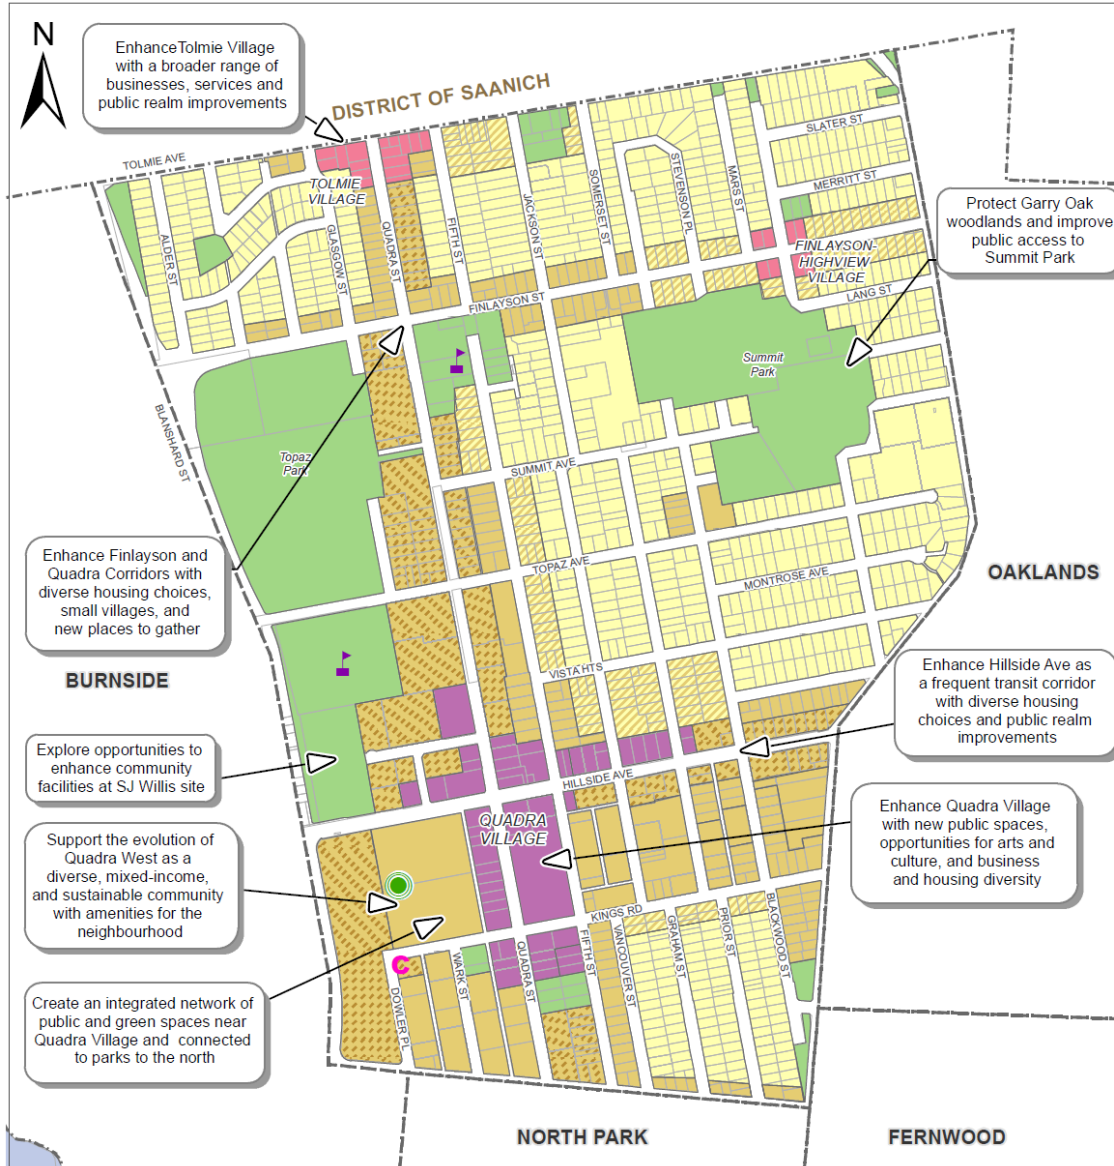 N
EnhanceTolmie Village
with a broader range of
businesses, services and
public realm improvements
DISTRICT OF SAANICH
TOLMIE AVE
SLATER ST
MERRITT ST
MARS ST
STEVENSON PL
SOMERSET ST
JACKSON ST
FIFTH ST
QUADRA ST
GLASGOW ST
ALDER ST
TOLMIE
VILLAGE
Protect Garry Oak
woodlands and improve
public access to
Summit Park
FINLAYSON-
HIGHVIEW
VILLAGE
LANG ST
FINLAYSON ST
Summit
Park
BLANSHARD ST
Topaz
Park
SUMMIT AVE
Enhance Finlayson and
Quadra Corridors with
diverse housing choices,
small villages, and
new places to gather
TOPAZ AVE
MONTROSE AVE
OAKLANDS
BURNSIDE
VISTA HTS
Enhance Hillside Ave as
a frequent transit corridor
with diverse housing
choices and public realm
improvements
Explore opportunities to
enhance community
facilities at SJ Willis site
HILLSIDE AVE
QUADRA
VILLAGE
Enhance Quadra Village
with new public spaces,
opportunities for arts and
culture, and business
and housing diversity
Support the evolution of
Quadra West as a
diverse, mixed-income,
and sustainable community
with amenities for the
neighbourhood
KINGS RD
C
DOWLER PL
WARK ST
QUADRA ST
FIFTH ST
VANCOUVER ST
GRAHAM ST
PRIOR ST
BLACKWOOD ST
Create an integrated network of
public and green spaces near
Quadra Village and connected
to parks to the north
NORTH PARK
FERNWOOD